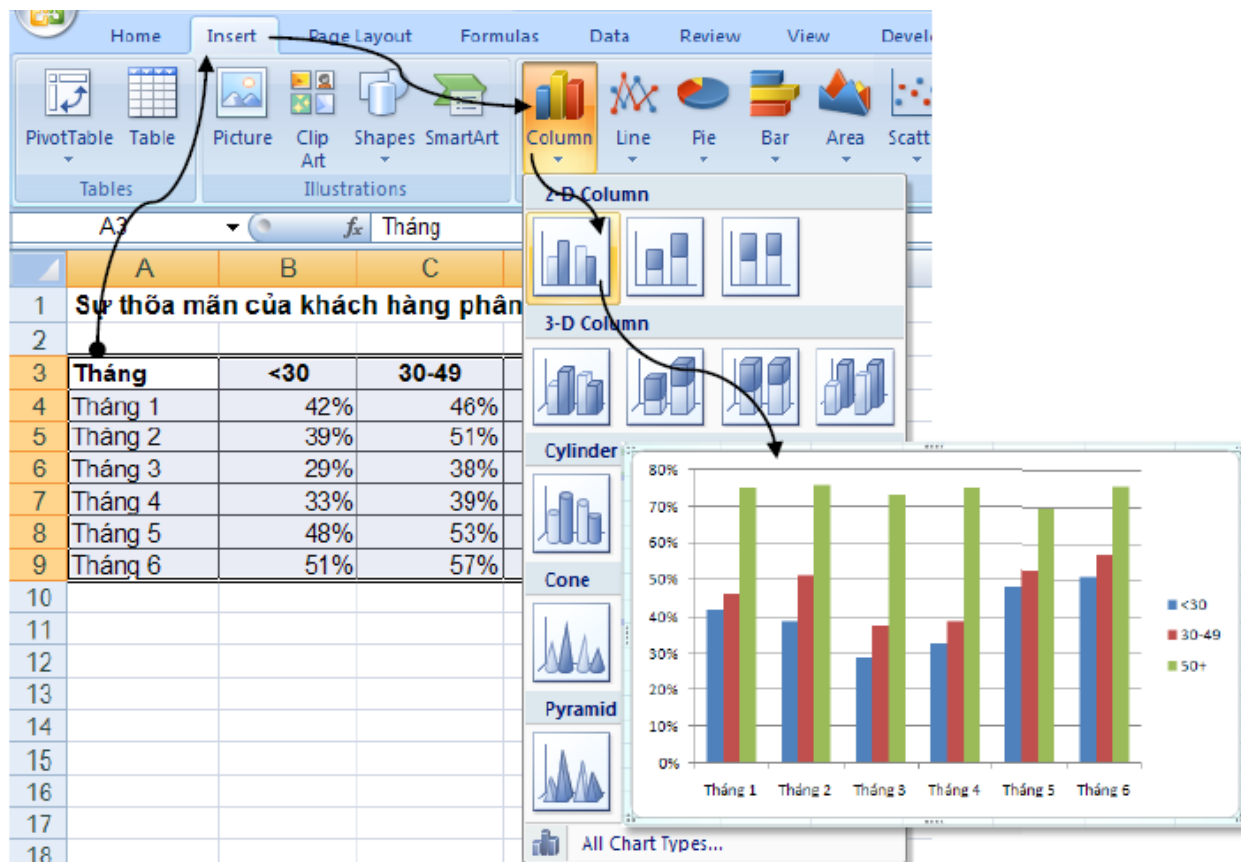 Home Insert Page Layout Formulas Data Review View Devel
PivotTable Table Picture Clip Art Shapes SmartArt Column Line Pie Bar Area Scatt
Tables Illustrations
2-D Column
A3 fx Tháng
A B C
1 Sự thõa mãn của khách hàng phân
3-D Column
2
3 Tháng <30 30-49
4 Tháng 1 42% 46%
5 Tháng 2 39% 51%
Cylinder
6 Tháng 3 29% 38%
7 Tháng 4 33% 39%
8 Tháng 5 48% 53%
9 Tháng 6 51% 57%
10
Cone
11
12
13
Pyramid
14
15
16
17
18
All Chart Types...
80%
70%
60%
50%
40%
30%
20%
10%
0%
Tháng 1 Tháng 2 Tháng 3 Tháng 4 Tháng 5 Tháng 6
<30
30-49
50+